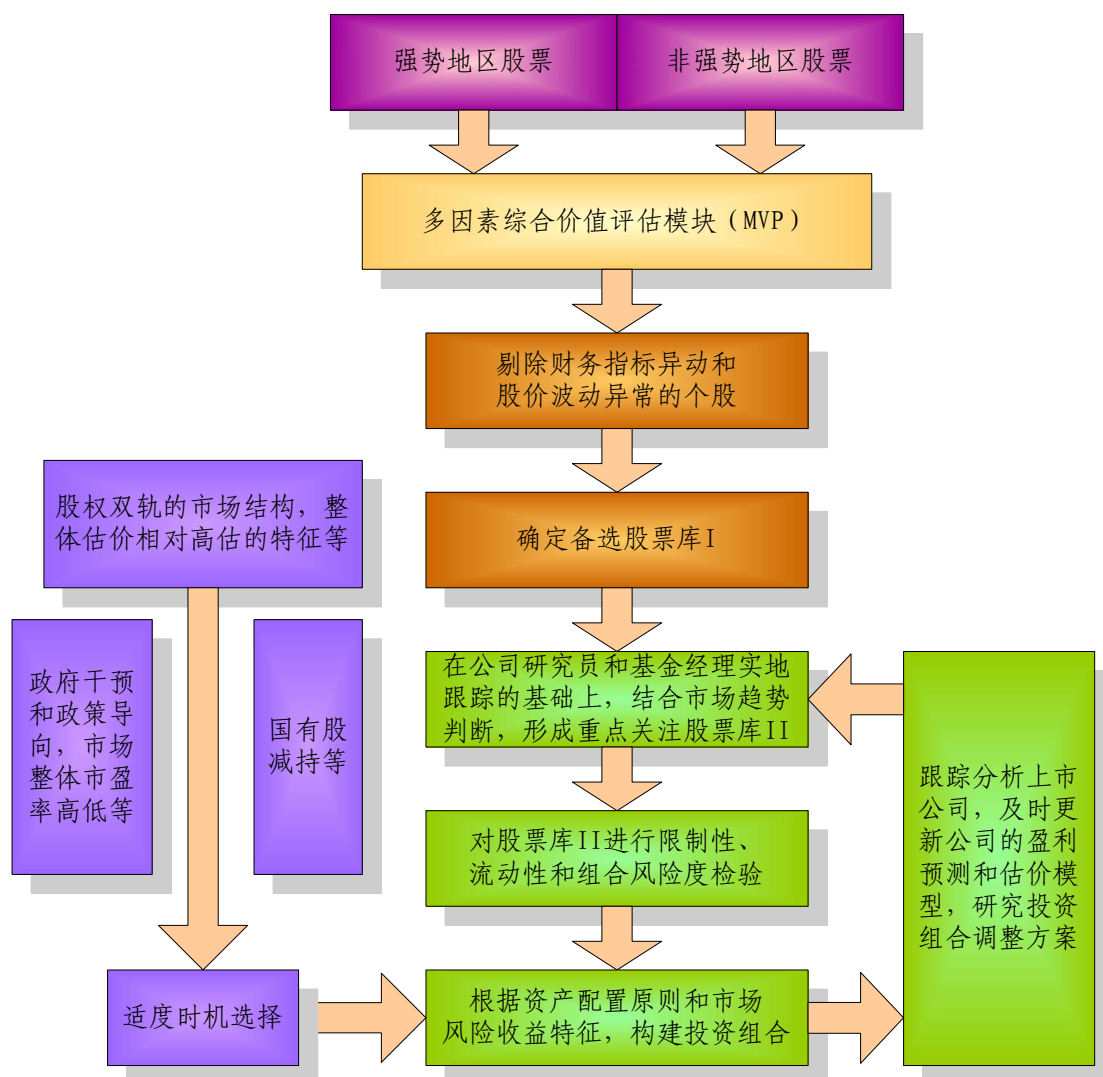 强势地区股票
非强势地区股票
多因素综合价值评估模块（MVP）
剔除财务指标异动和
股价波动异常的个股
股权双轨的市场结构，整
体估价相对高估的特征等
确定备选股票库I
政府干预
和政策导
向，市场
整体市盈
率高低等
国有股
减持等
在公司研究员和基金经理实地
跟踪的基础上，结合市场趋势
判断，形成重点关注股票库II
对股票库II进行限制性、
流动性和组合风险度检验
跟踪分析上市
公司，及时更
新公司的盈利
预测和估价模
型，研究投资
组合调整方案
适度时机选择
根据资产配置原则和市场
风险收益特征，构建投资组合